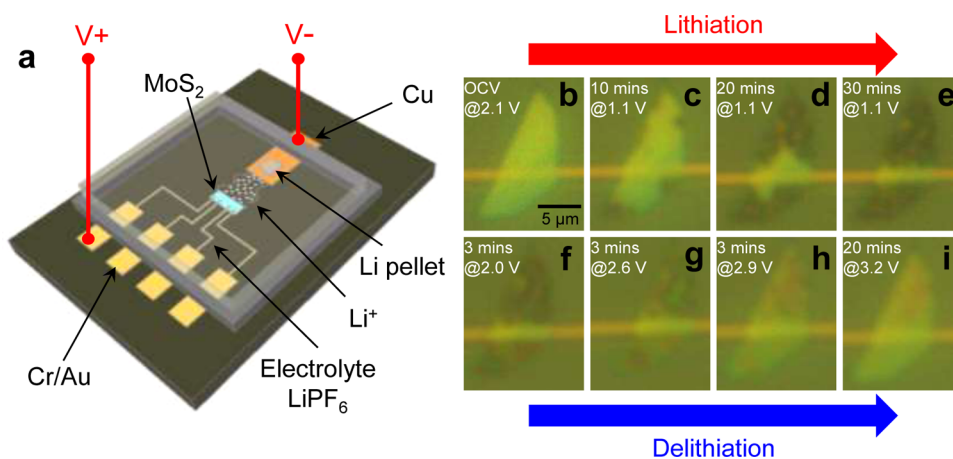 V+
V-
a
MoS2
Cu
Li pellet
Li+
Electrolyte
LiPF6
Cr/Au
Lithiation
OCV
@2.1 V
b
10 mins
@1.1 V
c
20 mins
@1.1 V
d
30 mins
@1.1 V
e
5 µm
3 mins
@2.0 V
f
3 mins
@2.6 V
g
3 mins
@2.9 V
h
20 mins
@3.2 V
i
Delithiation